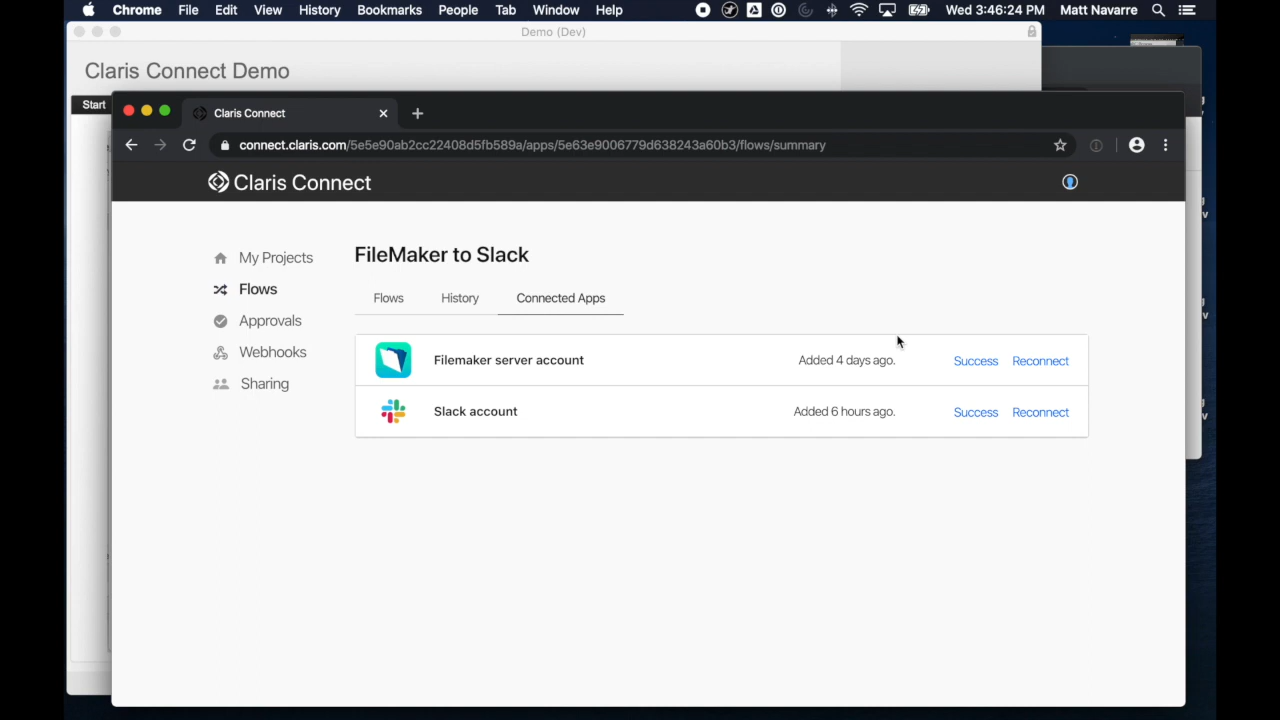 Chrome File Edit View History Bookmarks People Tab Window Help Wed 3:46:24 PM Matt Navarre
Demo (Dev)
Claris Connect Demo
Start
Claris Connect
connect.claris.com/5e5e90ab2cc22408d5fb589a/apps/5e63e9006779d638243a60b3/flows/summary
Claris Connect
My Projects
Flows
Approvals
Webhooks
Sharing
FileMaker to Slack
Flows History Connected Apps
Filemaker server account Added 4 days ago. Success Reconnect
Slack account Added 6 hours ago. Success Reconnect